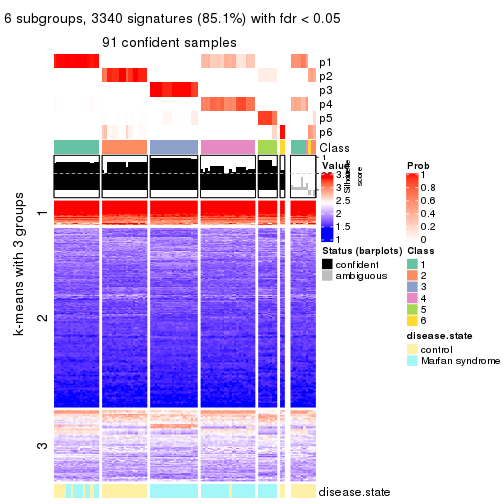 6 subgroups, 3340 signatures (85.1%) with fdr < 0.05
91 confident samples
p1
p2
p3
p4
p5
p6
Class
1
Silhouette
score
k-means with 3 groups
1
2
3
disease.state
Value
3.5
3
2.5
2
1.5
1
Prob
1
0.8
0.6
0.4
0.2
0
Status (barplots)
confident
ambiguous
Class
1
2
3
4
5
6
disease.state
control
Marfan syndrome